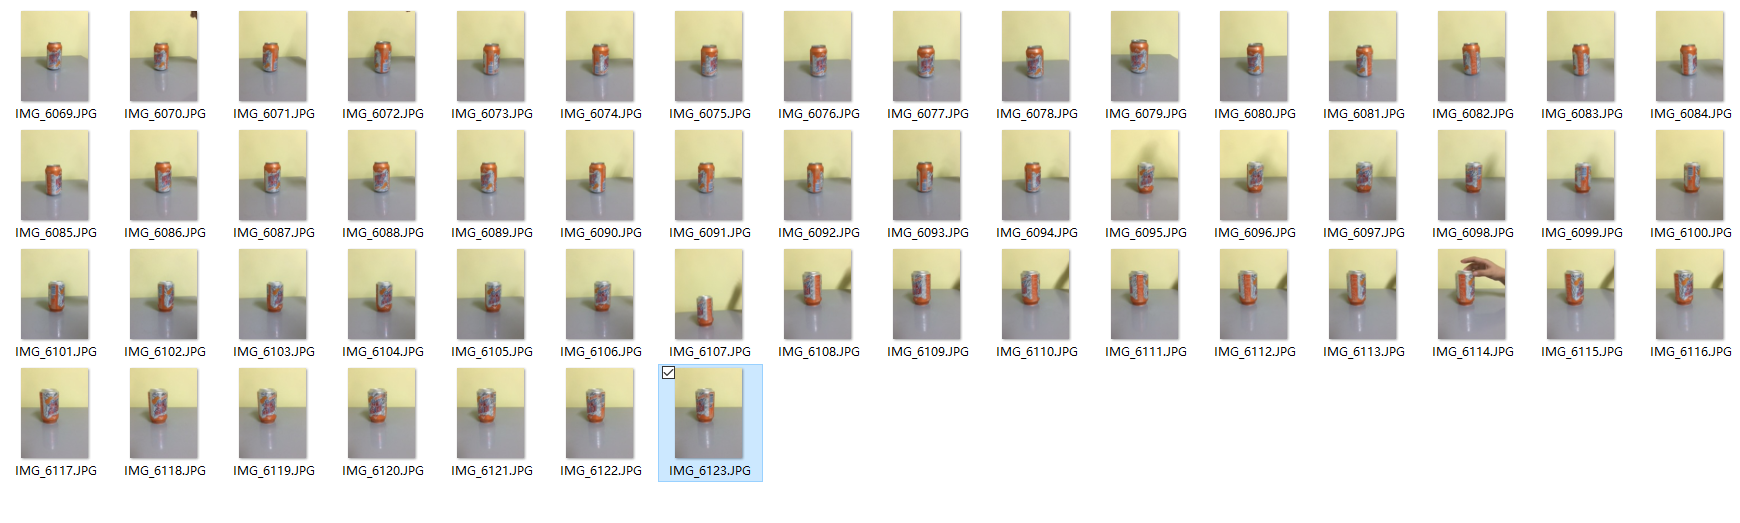 IMG_6069.JPG IMG_6070.JPG IMG_6071.JPG IMG_6072.JPG IMG_6073.JPG IMG_6074.JPG IMG_6075.JPG IMG_6076.JPG IMG_6077.JPG IMG_6078.JPG IMG_6079.JPG IMG_6080.JPG IMG_6081.JPG IMG_6082.JPG IMG_6083.JPG IMG_6084.JPG
IMG_6085.JPG IMG_6086.JPG IMG_6087.JPG IMG_6088.JPG IMG_6089.JPG IMG_6090.JPG IMG_6091.JPG IMG_6092.JPG IMG_6093.JPG IMG_6094.JPG IMG_6095.JPG IMG_6096.JPG IMG_6097.JPG IMG_6098.JPG IMG_6099.JPG IMG_6100.JPG
IMG_6101.JPG IMG_6102.JPG IMG_6103.JPG IMG_6104.JPG IMG_6105.JPG IMG_6106.JPG IMG_6107.JPG IMG_6108.JPG IMG_6109.JPG IMG_6110.JPG IMG_6111.JPG IMG_6112.JPG IMG_6113.JPG IMG_6114.JPG IMG_6115.JPG IMG_6116.JPG
IMG_6117.JPG IMG_6118.JPG IMG_6119.JPG IMG_6120.JPG IMG_6121.JPG IMG_6122.JPG IMG_6123.JPG